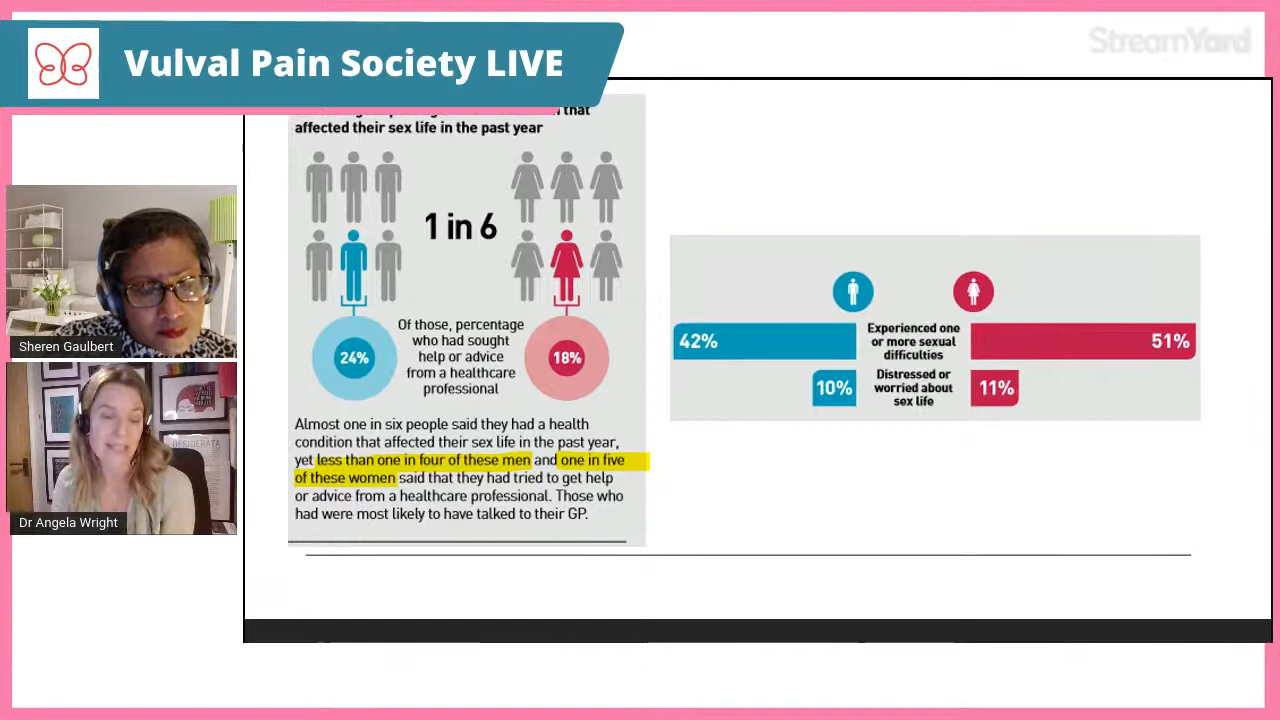 Vulval Pain Society LIVE
StreamYard
that
affected their sex life in the past year
1 in 6
Of those, percentage
who had sought
help or advice
from a healthcare
professional
24%
18%
Almost one in six people said they had a health
condition that affected their sex life in the past year,
yet less than one in four of these men and one in five
of these women said that they had tried to get help
or advice from a healthcare professional. Those who
had were most likely to have talked to their GP.
42%
Experienced one
or more sexual
difficulties
51%
10%
Distressed or
worried about
sex life
11%
Sheren Gaulbert
DESIDERATA
Dr Angela Wright